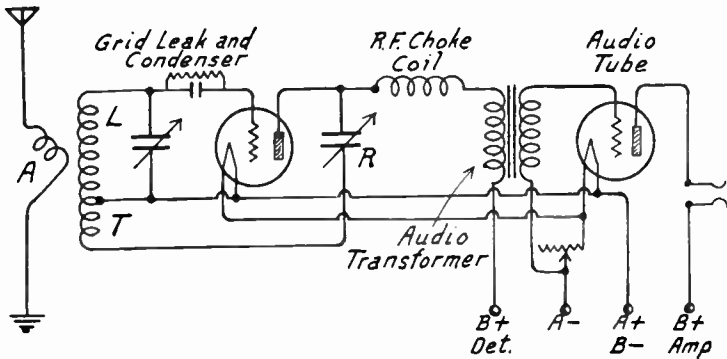 Grid Leak and
Condenser
R.F. Choke
Coil
Audio
Tube
L
A
R
T
Audio
Transformer
B+
Det.
A-
A+
B-
B+
Amp